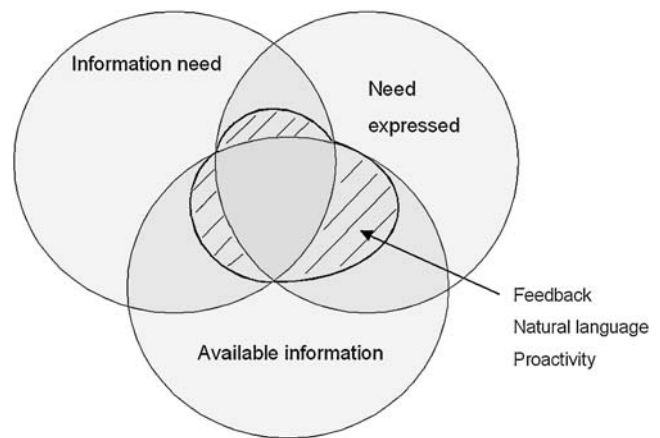 Information need
Need
expressed
Feedback
Natural language
Available information
Proactivity